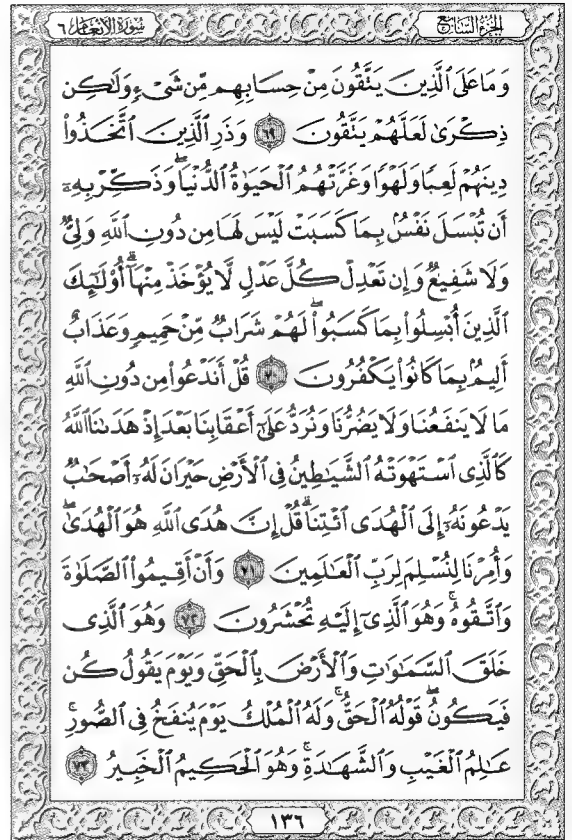 سورة الأنعام ٦
الجزء السابع
وَمَا عَلَى ٱلَّذِينَ يَتَّقُونَ مِنْ حِسَابِهِم مِّن شَىْءٍ وَلَٰكِن
ذِكْرَىٰ لَعَلَّهُمْ يَتَّقُونَ ٦٩ وَذَرِ ٱلَّذِينَ ٱتَّخَذُوا۟
دِينَهُمْ لَعِبًا وَلَهْوًا وَغَرَّتْهُمُ ٱلْحَيَوٰةُ ٱلدُّنْيَا ۚ وَذَكِّرْ بِهِۦٓ
أَن تُبْسَلَ نَفْسٌۢ بِمَا كَسَبَتْ لَيْسَ لَهَا مِن دُونِ ٱللَّهِ وَلِىٌّ
وَلَا شَفِيعٌ وَإِن تَعْدِلْ كُلَّ عَدْلٍ لَّا يُؤْخَذْ مِنْهَآ ۗ أُو۟لَٰٓئِكَ
ٱلَّذِينَ أُبْسِلُوا۟ بِمَا كَسَبُوا۟ ۖ لَهُمْ شَرَابٌ مِّنْ حَمِيمٍ وَعَذَابٌ
أَلِيمٌۢ بِمَا كَانُوا۟ يَكْفُرُونَ ٧٠ قُلْ أَنَدْعُوا۟ مِن دُونِ ٱللَّهِ
مَا لَا يَنفَعُنَا وَلَا يَضُرُّنَا وَنُرَدُّ عَلَىٰٓ أَعْقَابِنَا بَعْدَ إِذْ هَدَىٰنَا ٱللَّهُ
كَٱلَّذِى ٱسْتَهْوَتْهُ ٱلشَّيَٰطِينُ فِى ٱلْأَرْضِ حَيْرَانَ لَهُۥٓ أَصْحَٰبٌ
يَدْعُونَهُۥٓ إِلَى ٱلْهُدَى ٱئْتِنَا ۗ قُلْ إِنَّ هُدَى ٱللَّهِ هُوَ ٱلْهُدَىٰ ۖ
وَأُمِرْنَا لِنُسْلِمَ لِرَبِّ ٱلْعَٰلَمِينَ ٧١ وَأَنْ أَقِيمُوا۟ ٱلصَّلَوٰةَ
وَٱتَّقُوهُ ۚ وَهُوَ ٱلَّذِىٓ إِلَيْهِ تُحْشَرُونَ ٧٢ وَهُوَ ٱلَّذِى
خَلَقَ ٱلسَّمَٰوَٰتِ وَٱلْأَرْضَ بِٱلْحَقِّ وَيَوْمَ يَقُولُ كُن
فَيَكُونُ ۖ قَوْلُهُ ٱلْحَقُّ ۚ وَلَهُ ٱلْمُلْكُ يَوْمَ يُنفَخُ فِى ٱلصُّورِ ۚ
عَٰلِمُ ٱلْغَيْبِ وَٱلشَّهَٰدَةِ ۚ وَهُوَ ٱلْحَكِيمُ ٱلْخَبِيرُ ٧٣
١٣٦